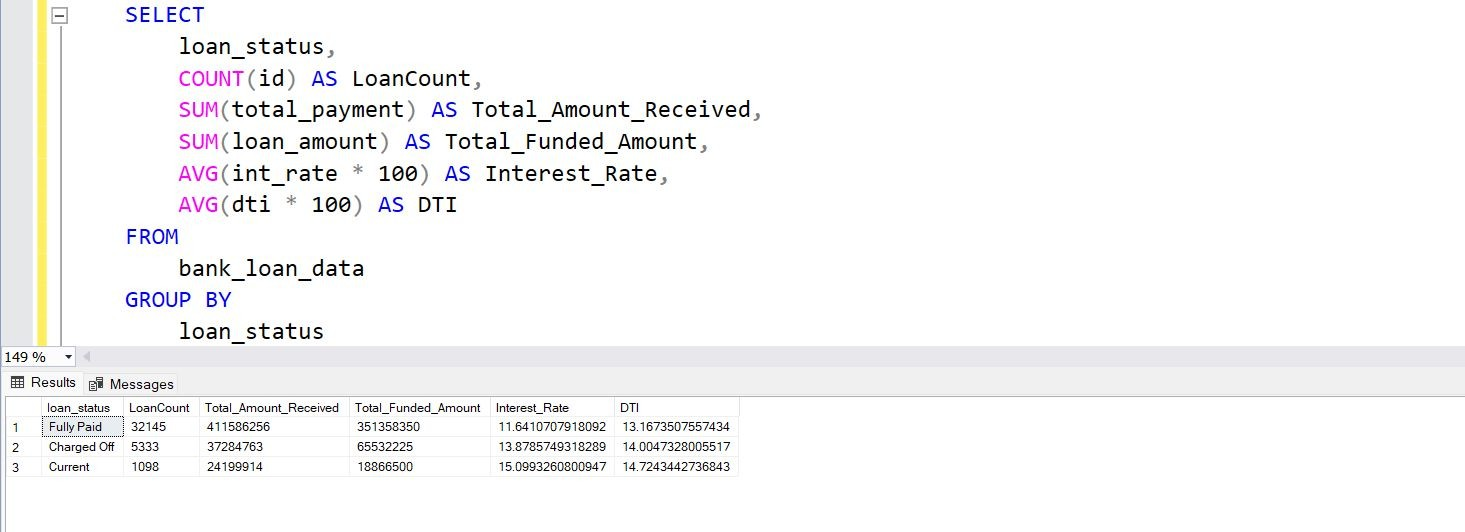 SELECT
loan_status,
COUNT(id) AS LoanCount,
SUM(total_payment) AS Total_Amount_Received,
SUM(loan_amount) AS Total_Funded_Amount,
AVG(int_rate * 100) AS Interest_Rate,
AVG(dti * 100) AS DTI
FROM
bank_loan_data
GROUP BY
loan_status
149 %
Results Messages
loan_status LoanCount Total_Amount_Received Total_Funded_Amount Interest_Rate DTI
1 Fully Paid 32145 411586256 351358350 11.6410707918092 13.1673507557434
2 Charged Off 5333 37284763 65532225 13.8785749318289 14.0047328005517
3 Current 1098 24199914 18866500 15.0993260800947 14.7243442736843